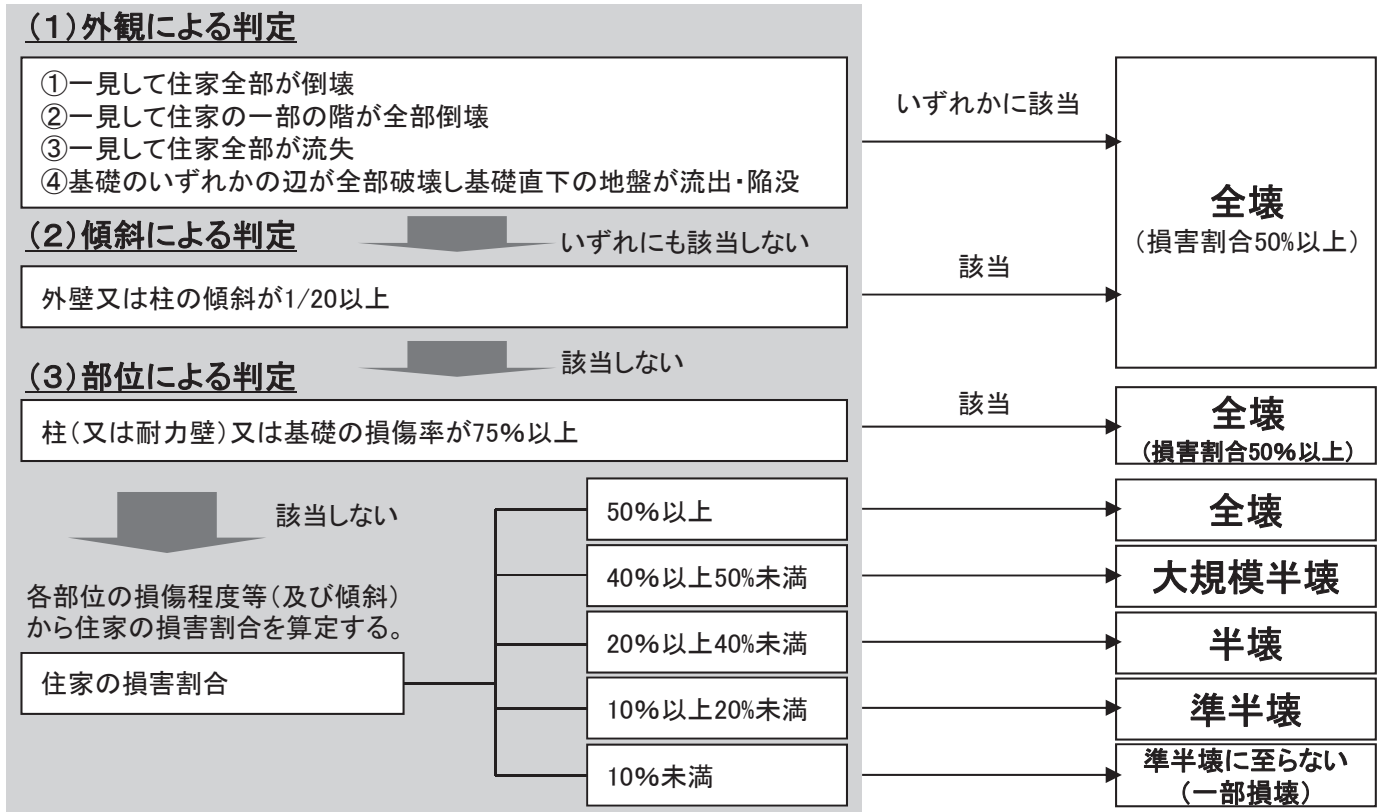 (1)外観による判定
①一見して住家全部が倒壊
②一見して住家の一部の階が全部倒壊
③一見して住家全部が流失
④基礎のいずれかの辺が全部破壊し基礎直下の地盤が流出・陥没
いずれかに該当
全壊
(損害割合50%以上)
(2)傾斜による判定
いずれにも該当しない
外壁又は柱の傾斜が1/20以上
該当
(3)部位による判定
該当しない
柱(又は耐力壁)又は基礎の損傷率が75%以上
該当
全壊
(損害割合50%以上)
該当しない
各部位の損傷程度等(及び傾斜)
から住家の損害割合を算定する。
住家の損害割合
50%以上
全壊
40%以上50%未満
大規模半壊
20%以上40%未満
半壊
10%以上20%未満
準半壊
10%未満
準半壊に至らない
(一部損壊)